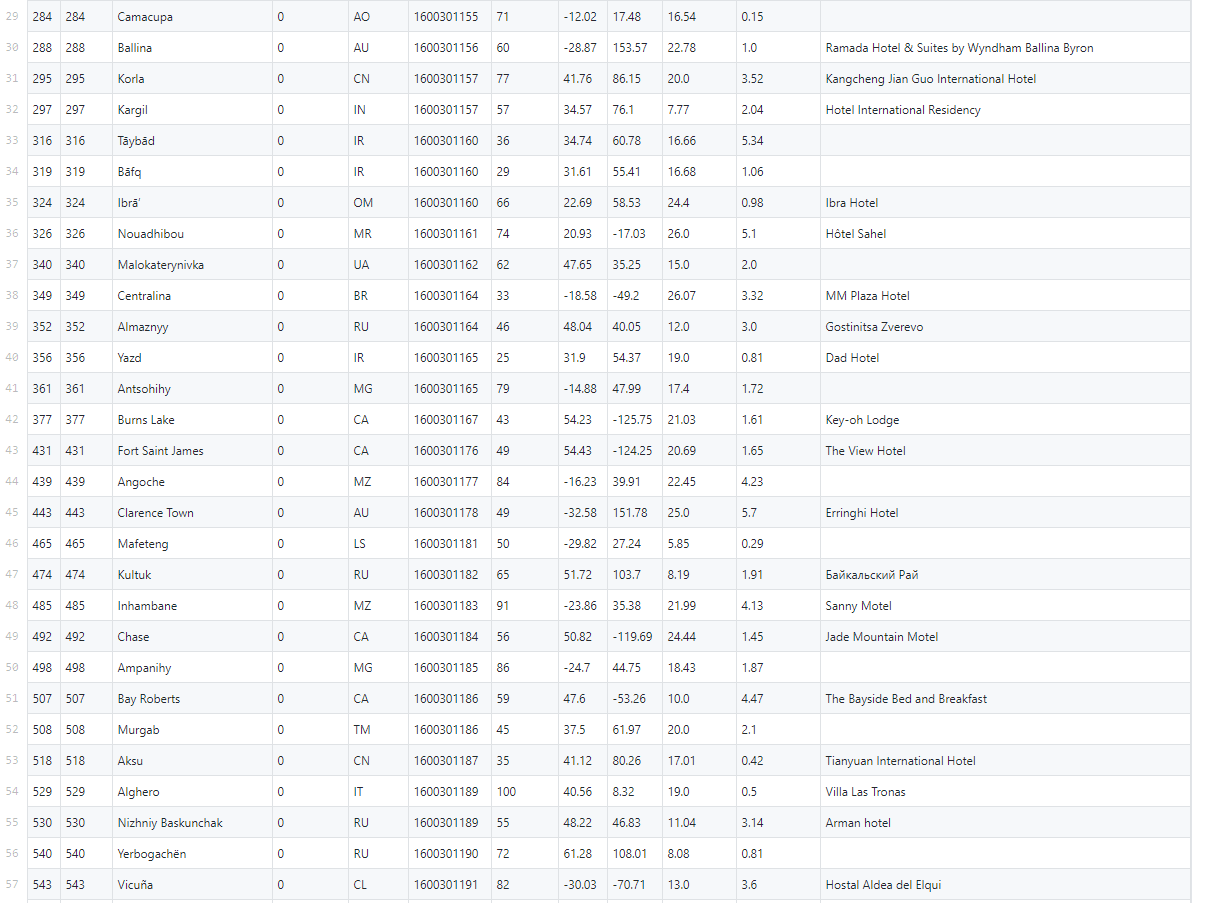 29 284 284 Camacupa 0 AO 1600301155 71 -12.02 17.48 16.54 0.15
30 288 288 Ballina 0 AU 1600301156 60 -28.87 153.57 22.78 1.0 Ramada Hotel & Suites by Wyndham Ballina Byron
31 295 295 Korla 0 CN 1600301157 77 41.76 86.15 20.0 3.52 Kangcheng Jian Guo International Hotel
32 297 297 Kargil 0 IN 1600301157 57 34.57 76.1 7.77 2.04 Hotel International Residency
33 316 316 Tāybād 0 IR 1600301160 36 34.74 60.78 16.66 5.34
34 319 319 Bāfq 0 IR 1600301160 29 31.61 55.41 16.68 1.06
35 324 324 Ibrā' 0 OM 1600301160 66 22.69 58.53 24.4 0.98 Ibra Hotel
36 326 326 Nouadhibou 0 MR 1600301161 74 20.93 -17.03 26.0 5.1 Hôtel Sahel
37 340 340 Malokaterynivka 0 UA 1600301162 62 47.65 35.25 15.0 2.0
38 349 349 Centralina 0 BR 1600301164 33 -18.58 -49.2 26.07 3.32 MM Plaza Hotel
39 352 352 Almaznyy 0 RU 1600301164 46 48.04 40.05 12.0 3.0 Gostinitsa Zverevo
40 356 356 Yazd 0 IR 1600301165 25 31.9 54.37 19.0 0.81 Dad Hotel
41 361 361 Antsohihy 0 MG 1600301165 79 -14.88 47.99 17.4 1.72
42 377 377 Burns Lake 0 CA 1600301167 43 54.23 -125.75 21.03 1.61 Key-oh Lodge
43 431 431 Fort Saint James 0 CA 1600301176 49 54.43 -124.25 20.69 1.65 The View Hotel
44 439 439 Angoche 0 MZ 1600301177 84 -16.23 39.91 22.45 4.23
45 443 443 Clarence Town 0 AU 1600301178 49 -32.58 151.78 25.0 5.7 Erringhi Hotel
46 465 465 Mafeteng 0 LS 1600301181 50 -29.82 27.24 5.85 0.29
47 474 474 Kultuk 0 RU 1600301182 65 51.72 103.7 8.19 1.91 Байкальский Рай
48 485 485 Inhambane 0 MZ 1600301183 91 -23.86 35.38 21.99 4.13 Sanny Motel
49 492 492 Chase 0 CA 1600301184 56 50.82 -119.69 24.44 1.45 Jade Mountain Motel
50 498 498 Ampanihy 0 MG 1600301185 86 -24.7 44.75 18.43 1.87
51 507 507 Bay Roberts 0 CA 1600301186 59 47.6 -53.26 10.0 4.47 The Bayside Bed and Breakfast
52 508 508 Murgab 0 TM 1600301186 45 37.5 61.97 20.0 2.1
53 518 518 Aksu 0 CN 1600301187 35 41.12 80.26 17.01 0.42 Tianyuan International Hotel
54 529 529 Alghero 0 IT 1600301189 100 40.56 8.32 19.0 0.5 Villa Las Tronas
55 530 530 Nizhniy Baskunchak 0 RU 1600301189 55 48.22 46.83 11.04 3.14 Arman hotel
56 540 540 Yerbogachën 0 RU 1600301190 72 61.28 108.01 8.08 0.81
57 543 543 Vicuña 0 CL 1600301191 82 -30.03 -70.71 13.0 3.6 Hostal Aldea del Elqui